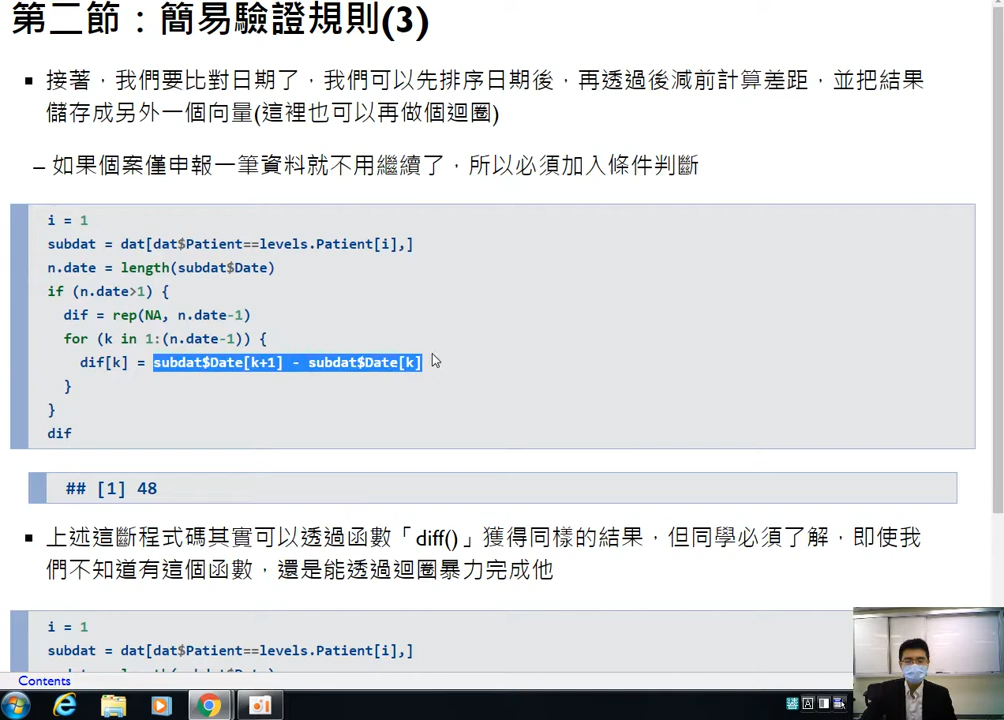 第二節：簡易驗證規則(3)
▪ 接著，我們要比對日期了，我們可以先排序日期後，再透過後減前計算差距，並把結果
儲存成另外一個向量(這裡也可以再做個迴圈)
– 如果個案僅申報一筆資料就不用繼續了，所以必須加入條件判斷
i = 1
subdat = dat[dat$Patient==levels.Patient[i],]
n.date = length(subdat$Date)
if (n.date>1) {
dif = rep(NA, n.date-1)
for (k in 1:(n.date-1)) {
dif[k] = subdat$Date[k+1] - subdat$Date[k]
}
}
dif
## [1] 48
▪ 上述這斷程式碼其實可以透過函數「diff()」獲得同樣的結果，但同學必須了解，即使我
們不知道有這個函數，還是能透過迴圈暴力完成他
i = 1
subdat = dat[dat$Patient==levels.Patient[i],]
Contents